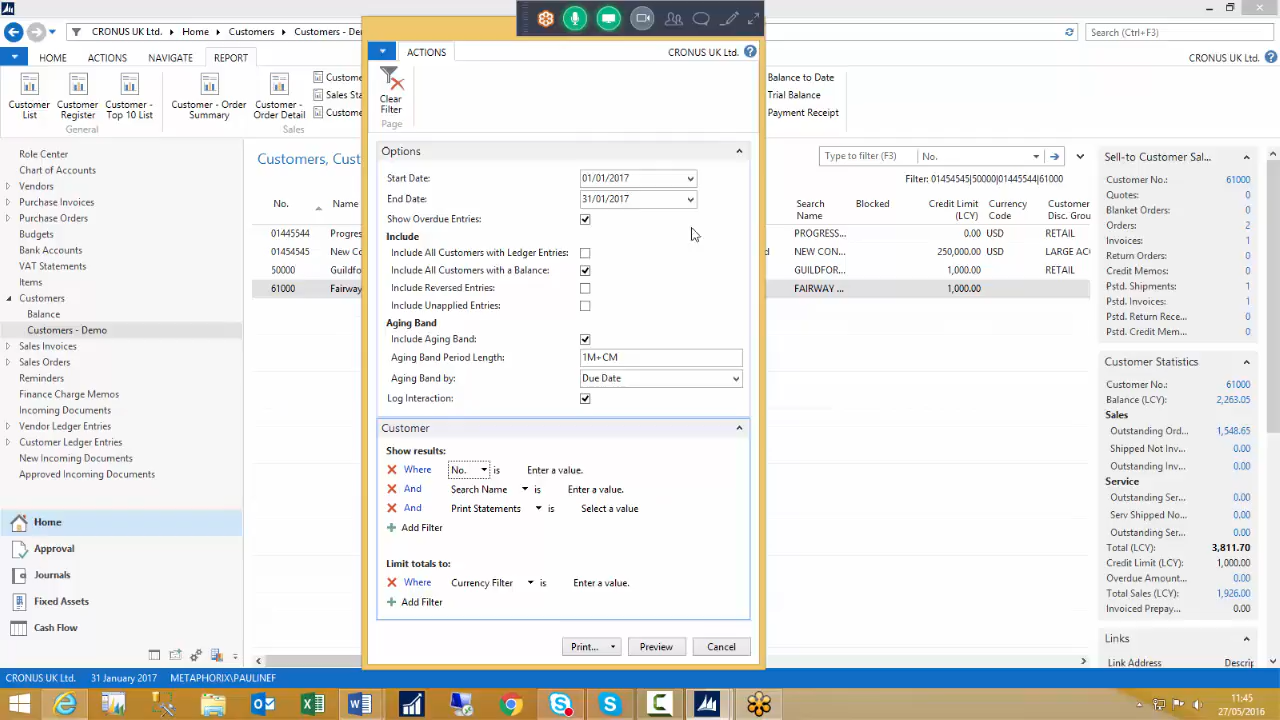 CRONUS UK Ltd. Home Customers Customers - De
Search (Ctrl+F3)
HOME ACTIONS NAVIGATE REPORT
CRONUS UK Ltd.
Customer List
Customer Register
Customer - Top 10 List
General
Customer - Order Summary
Customer - Order Detail
Sales
Custome
Sales Sta
Custome
Balance to Date
Trial Balance
Payment Receipt
ACTIONS
CRONUS UK Ltd.
Clear Filter
Page
Options
Start Date: 01/01/2017
End Date: 31/01/2017
Show Overdue Entries:
Include
Include All Customers with Ledger Entries:
Include All Customers with a Balance:
Include Reversed Entries:
Include Unapplied Entries:
Aging Band
Include Aging Band:
Aging Band Period Length: 1M+CM
Aging Band by: Due Date
Log Interaction:
Customer
Show results:
Where No. is Enter a value.
And Search Name is Enter a value.
And Print Statements is Select a value
Add Filter
Limit totals to:
Where Currency Filter is Enter a value.
Add Filter
Print... Preview Cancel
Role Center
Chart of Accounts
Vendors
Purchase Invoices
Purchase Orders
Budgets
Bank Accounts
VAT Statements
Items
Customers
Balance
Customers - Demo
Sales Invoices
Sales Orders
Reminders
Finance Charge Memos
Incoming Documents
Vendor Ledger Entries
Customer Ledger Entries
New Incoming Documents
Approved Incoming Documents
Home
Approval
Journals
Fixed Assets
Cash Flow
Customers, Cust
Type to filter (F3) No.
Filter: 01454545|50000|01445544|61000
No. Name Search Name Blocked Credit Limit (LCY) Currency Code Customer Disc. Grou
01445544 Progres PROGRESS... 0.00 USD RETAIL
01454545 New Co NEW CON... 250,000.00 USD LARGE AC
50000 Guildfo GUILDFOR... 1,000.00 RETAIL
61000 Fairway FAIRWAY ... 1,000.00
Sell-to Customer Sal...
Customer No.: 61000
Quotes: 0
Blanket Orders: 0
Orders: 2
Invoices: 1
Return Orders: 0
Credit Memos: 0
Pstd. Shipments: 1
Pstd. Invoices: 1
Pstd. Return Rece... 0
Pstd. Credit Mem... 0
Customer Statistics
Customer No.: 61000
Balance (LCY): 2,263.05
Sales
Outstanding Ord... 1,548.65
Shipped Not Inv... 0.00
Outstanding Inv... 0.00
Service
Outstanding Ser... 0.00
Serv Shipped No... 0.00
Outstanding Ser... 0.00
Total (LCY): 3,811.70
Credit Limit (LCY): 1,000.00
Overdue Amount... 0.00
Total Sales (LCY): 1,926.00
Invoiced Prepay... 0.00
Links
Link Address Descrip
CRONUS UK Ltd. 31 January 2017 METAPHORIX\PAULINEF
11:45
27/05/2016